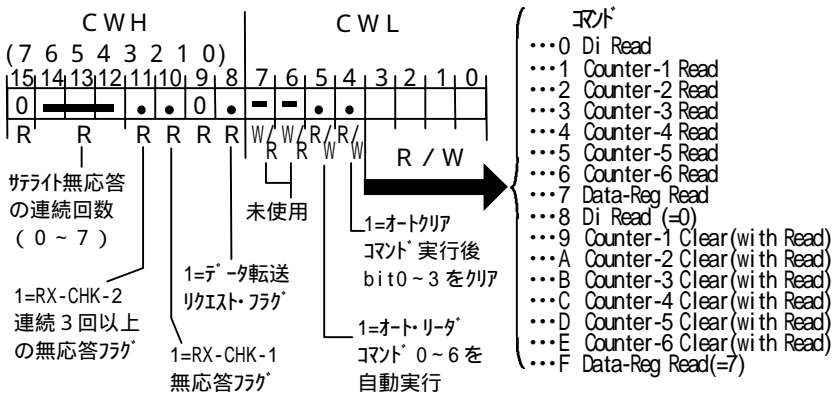 CWH
CWL
(7 6 5 4 3 2 1 0)
15 14 13 12 11 10 9 8 7 6 5 4 3 2 1 0
0 0
R R R R R R W/R W/R R/W R/W
R/W
ｻﾃﾗｲﾄ無応答
の連続回数
(0~7)
1=RX-CHK-2
連続3回以上
の無応答ﾌﾗｸﾞ
1=ﾃﾞｰﾀ転送
ﾘｸｴｽﾄ･ﾌﾗｸﾞ
1=RX-CHK-1
無応答ﾌﾗｸﾞ
未使用
1=ｵｰﾄｸﾘｱ
ｺﾏﾝﾄﾞ実行後
bit0~3をｸﾘｱ
1=ｵｰﾄ･ﾘｰﾀﾞ
ｺﾏﾝﾄﾞ0~6を
自動実行
ｺﾏﾝﾄﾞ
…0 Di Read
…1 Counter-1 Read
…2 Counter-2 Read
…3 Counter-3 Read
…4 Counter-4 Read
…5 Counter-5 Read
…6 Counter-6 Read
…7 Data-Reg Read
…8 Di Read (=0)
…9 Counter-1 Clear(with Read)
…A Counter-2 Clear(with Read)
…B Counter-3 Clear(with Read)
…C Counter-4 Clear(with Read)
…D Counter-5 Clear(with Read)
…E Counter-6 Clear(with Read)
…F Data-Reg Read(=7)